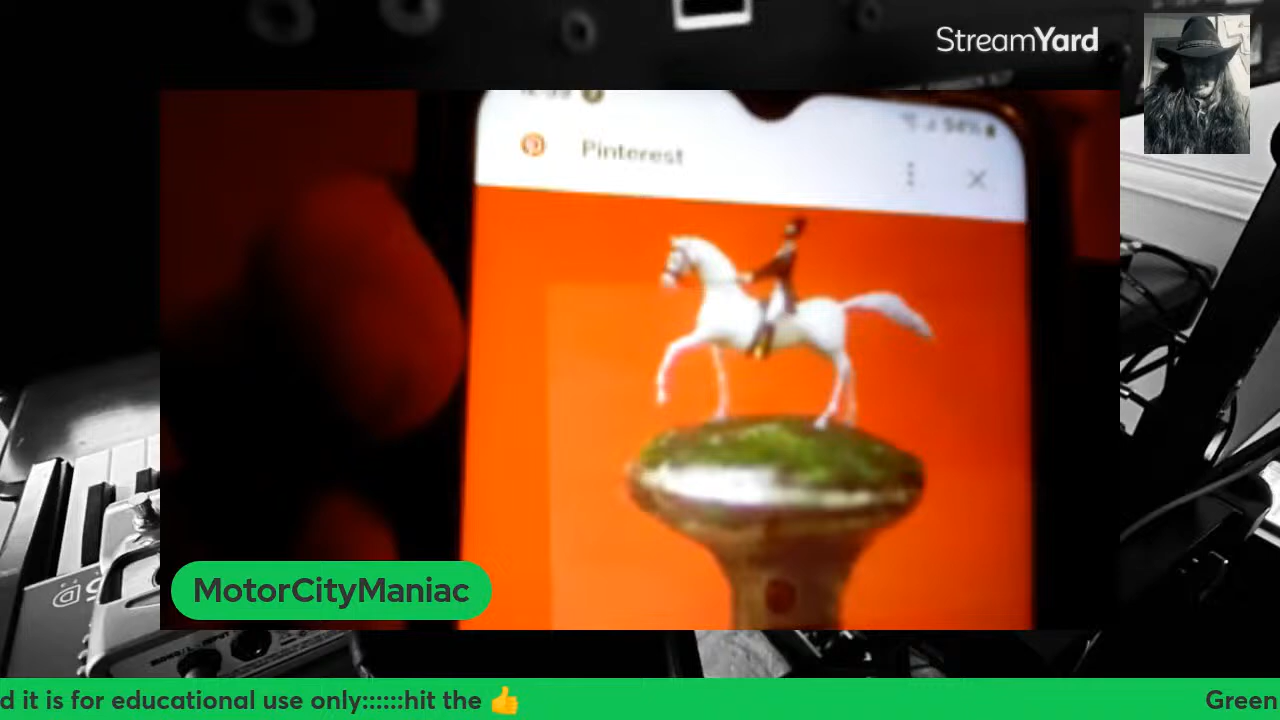 StreamYard
Pinterest
MotorCityManiac
d it is for educational use only::::::hit the 👍
Green